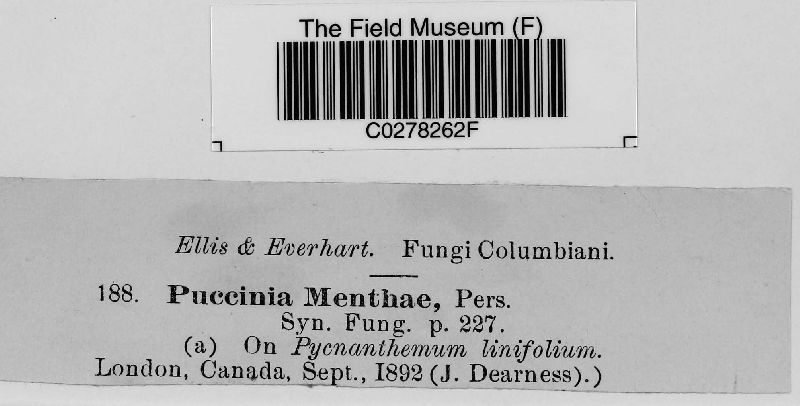 The Field Museum (F)
C0278262F
Ellis & Everhart. Fungi Columbiani.
188. Puccinia Menthae, Pers.
Syn. Fung. p. 227.
(a) On Pycnanthemum linifolium.
London, Canada, Sept., 1892 (J. Dearness).)